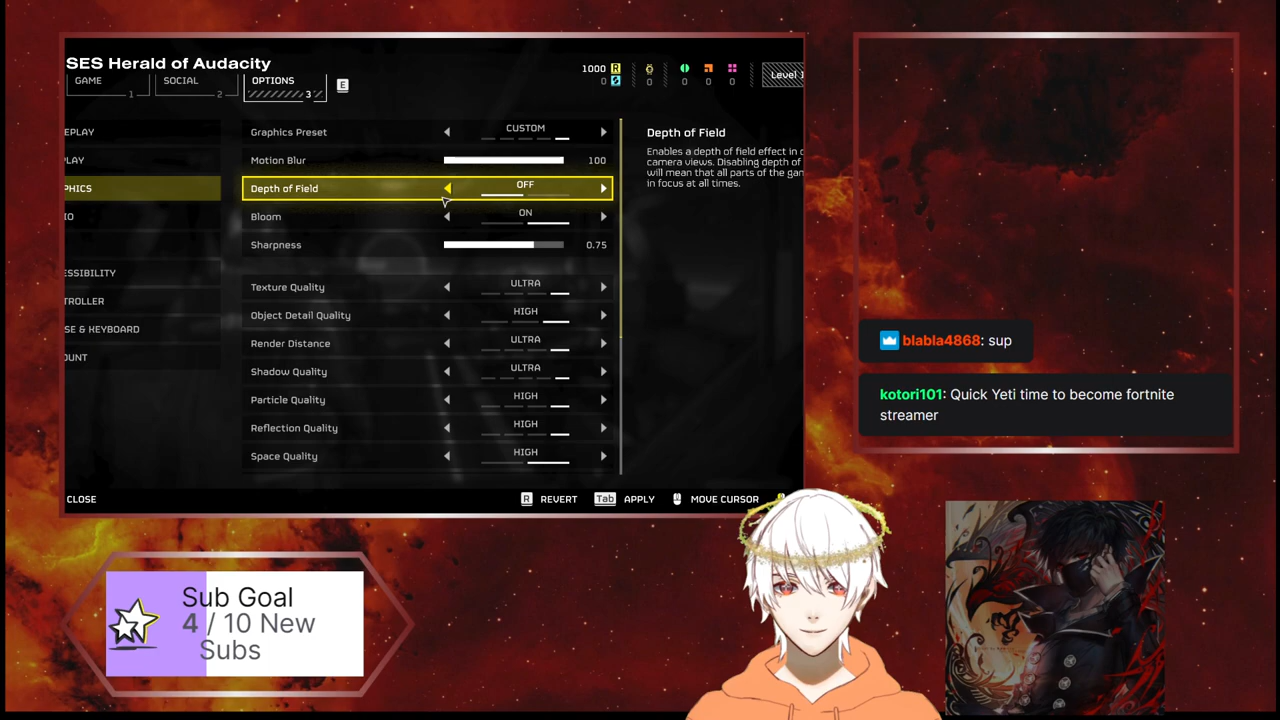 SES Herald of Audacity
GAME 1
SOCIAL 2
OPTIONS 3
E
1000 R
0 S 0 0 0 0
Level 1
EPLAY
PLAY
PHICS
IO
ESSIBILITY
TROLLER
SE & KEYBOARD
OUNT
Graphics Preset CUSTOM
Motion Blur 100
Depth of Field OFF
Bloom ON
Sharpness 0.75
Texture Quality ULTRA
Object Detail Quality HIGH
Render Distance ULTRA
Shadow Quality ULTRA
Particle Quality HIGH
Reflection Quality HIGH
Space Quality HIGH
Depth of Field
Enables a depth of field effect in c
camera views. Disabling depth of
will mean that all parts of the gam
in focus at all times.
CLOSE
R REVERT Tab APPLY MOVE CURSOR
blabla4868: sup
kotori101: Quick Yeti time to become fortnite
streamer
Sub Goal
4 / 10 New
Subs